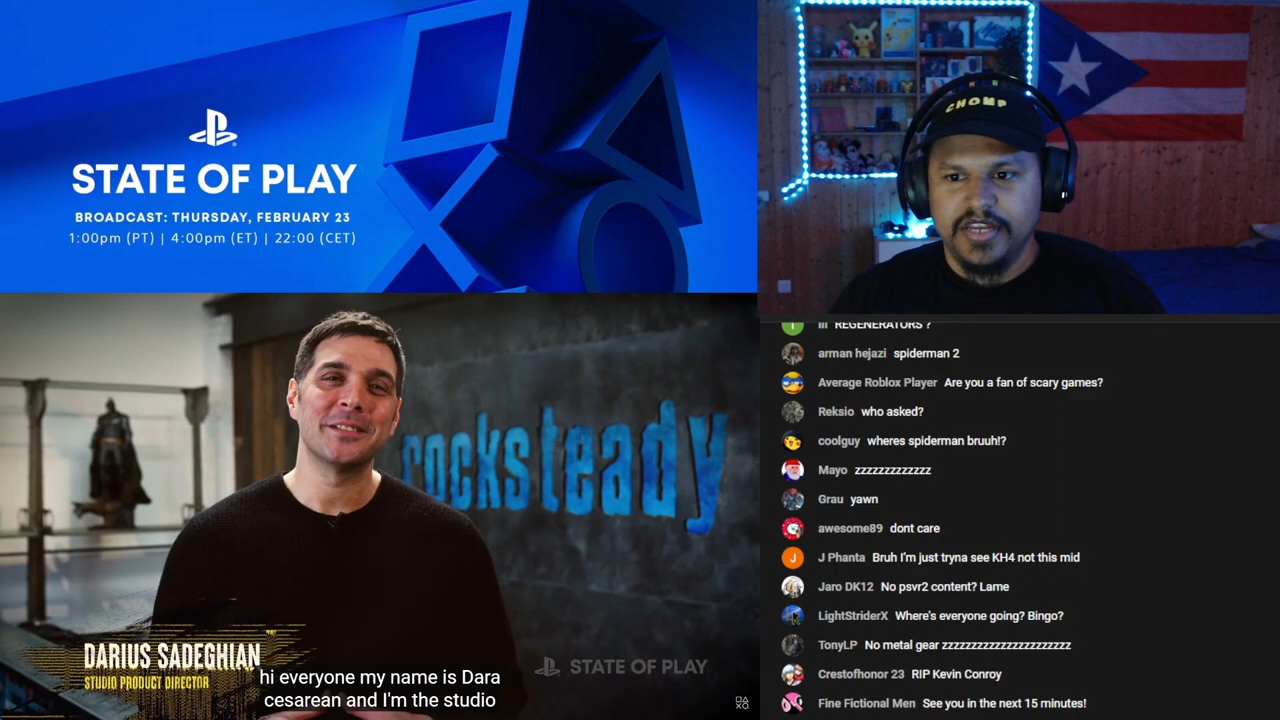 STATE OF PLAY
BROADCAST: THURSDAY, FEBRUARY 23
1:00pm (PT) | 4:00pm (ET) | 22:00 (CET)
CHOMP
rocksteady
DARIUS SADEGHIAN
STUDIO PRODUCT DIRECTOR
hi everyone my name is Dara
cesarean and I'm the studio
STATE OF PLAY
REGENERATORS ?
arman hejazi spiderman 2
Average Roblox Player Are you a fan of scary games?
Reksio who asked?
coolguy wheres spiderman bruuh!?
Mayo zzzzzzzzzzzzz
Grau yawn
awesome89 dont care
J
J Phanta Bruh I'm just tryna see KH4 not this mid
Jaro DK12 No psvr2 content? Lame
LightStriderX Where's everyone going? Bingo?
TonyLP No metal gear zzzzzzzzzzzzzzzzzzzzzz
Crestofhonor 23 RIP Kevin Conroy
Fine Fictional Men See you in the next 15 minutes!